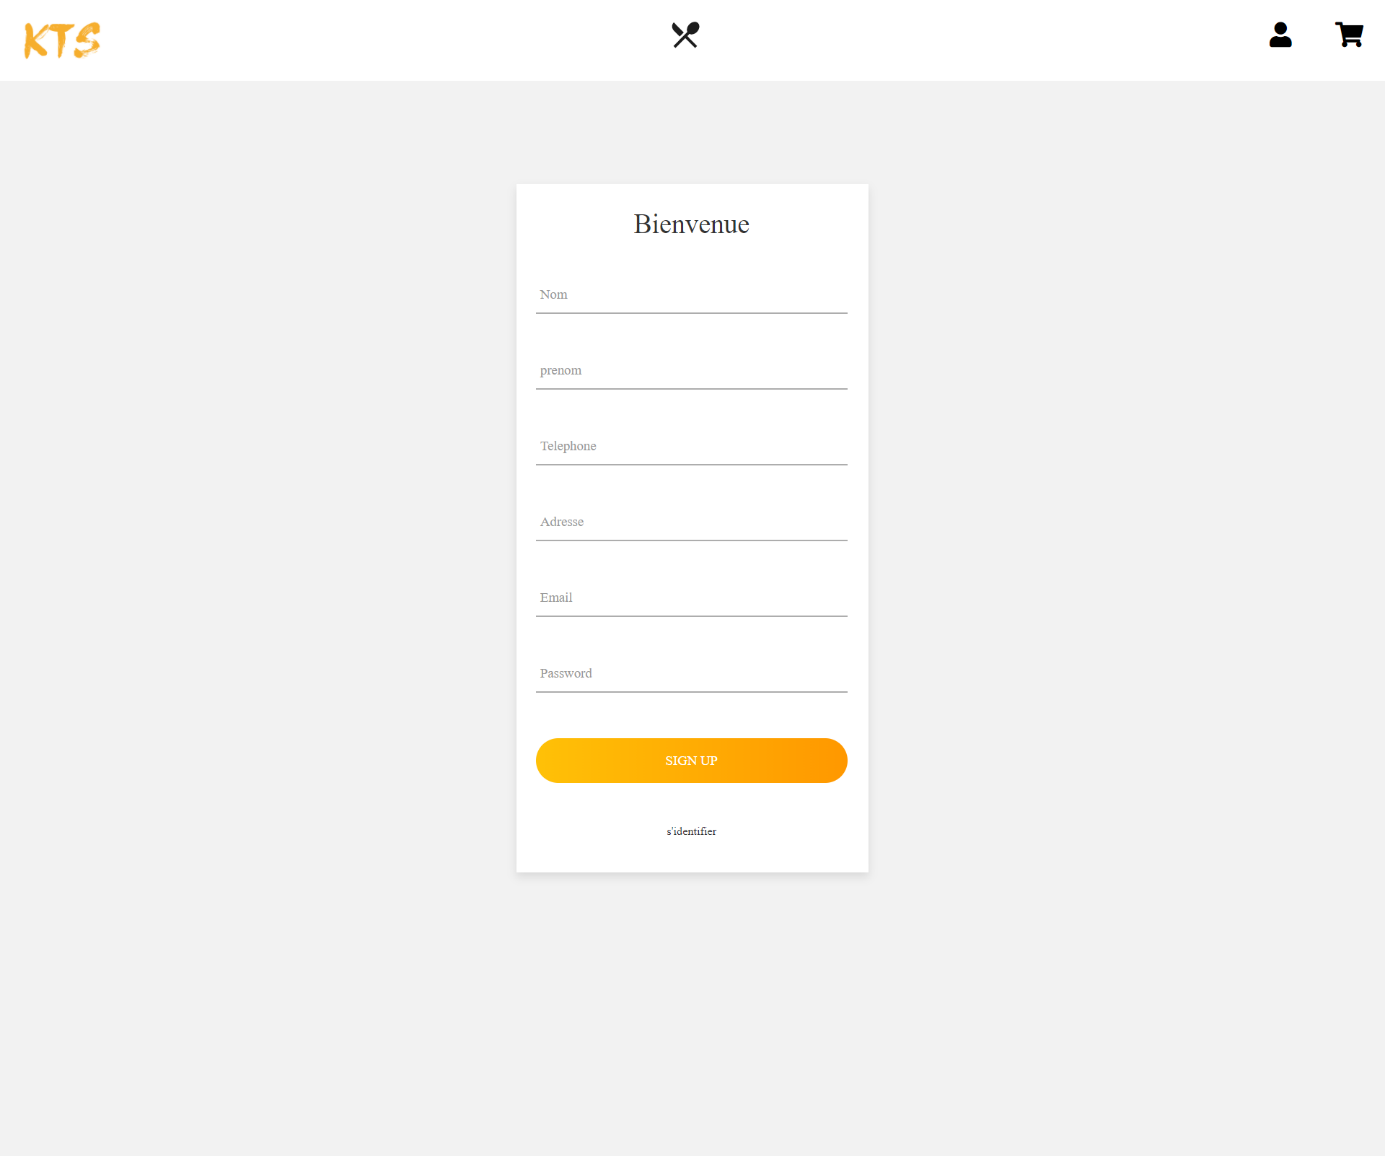 KTS
Bienvenue
Nom
prenom
Telephone
Adresse
Email
Password
SIGN UP
s'identifier